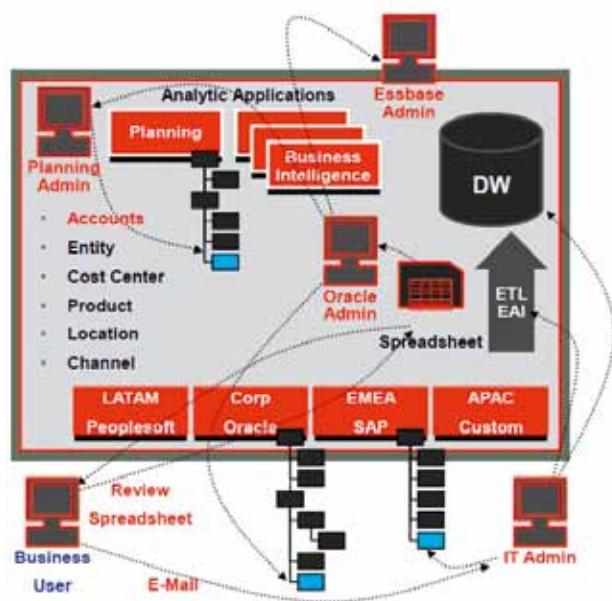 Essbase
Admin
Analytic Applications
Planning
Business
Intelligence
Planning
Admin
DW
Accounts
Entity
Cost Center
Product
Location
Channel
Oracle
Admin
Spreadsheet
ETL
EAI
LATAM
Peoplesoft
Corp
Oracle
EMEA
SAP
APAC
Custom
Review
Spreadsheet
Business
User
E-Mail
IT Admin